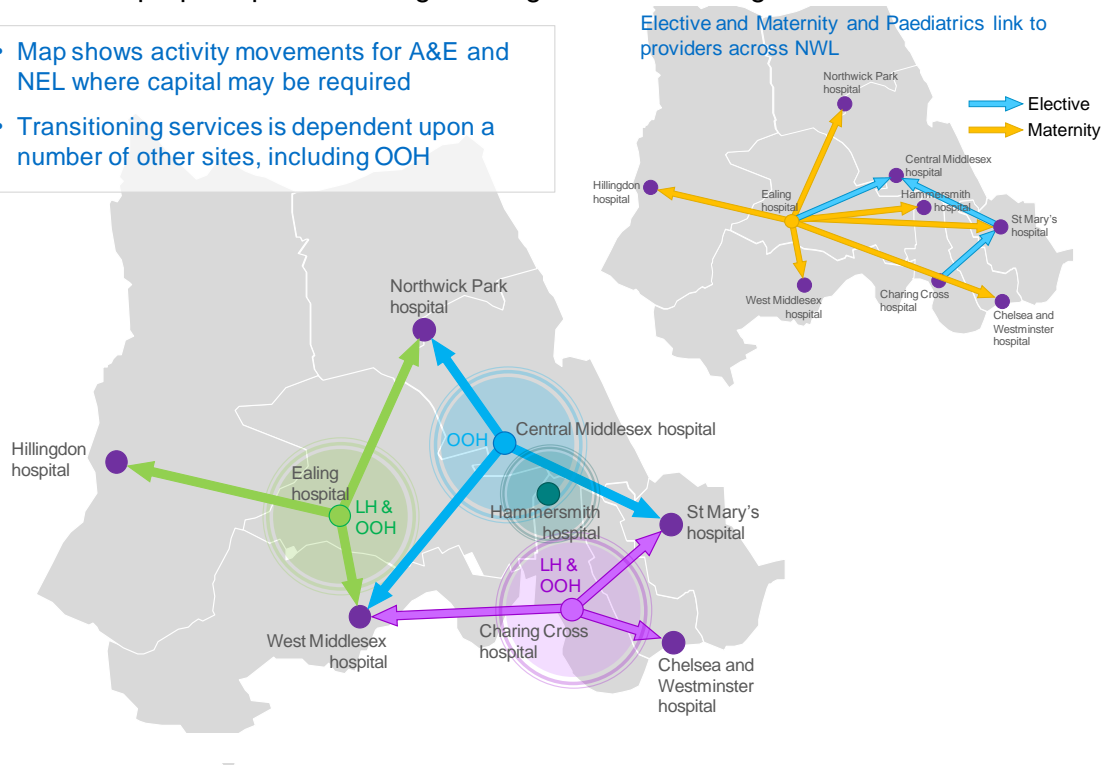 Elective and Maternity and Paediatrics link to
providers across NWL
• Map shows activity movements for A&E and
NEL where capital may be required
• Transitioning services is dependent upon a
number of other sites, including OOH
Northwick Park
hospital
Elective
Maternity
Central Middlesex
hospital
Hillingdon
hospital
Ealing
hospital
Hammersmith
hospital
St Mary's
hospital
West Middlesex
hospital
Charing Cross
hospital
Chelsea and
Westminster
hospital
Northwick Park
hospital
OOH
Central Middlesex hospital
Hillingdon
hospital
Ealing
hospital
LH &
OOH
Hammersmith
hospital
St Mary's
hospital
LH &
OOH
Charing Cross
hospital
West Middlesex
hospital
Chelsea and
Westminster
hospital